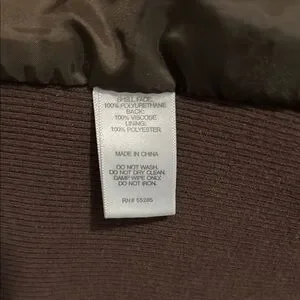 SHELL FACE:
100% POLYURETHANE
BACK:
100% VISCOSE
LINING:
100% POLYESTER
MADE IN CHINA
DO NOT WASH.
DO NOT DRY CLEAN.
DAMP WIPE ONLY.
DO NOT IRON.
RN# 55285